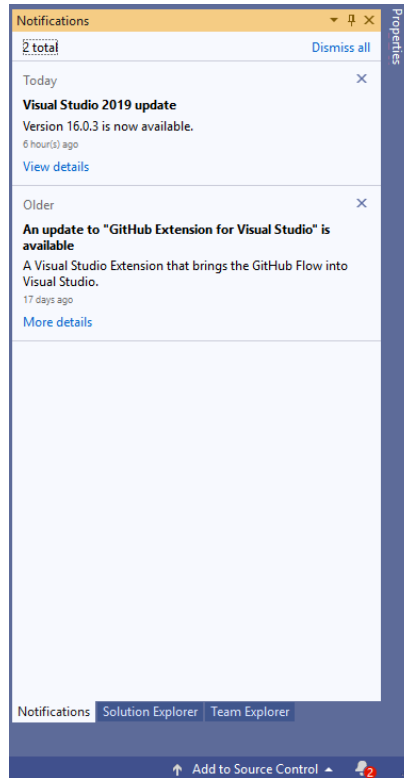 Notifications
Properties
2 total Dismiss all
Today
Visual Studio 2019 update
Version 16.0.3 is now available.
6 hour(s) ago
View details
Older
An update to "GitHub Extension for Visual Studio" is
available
A Visual Studio Extension that brings the GitHub Flow into
Visual Studio.
17 days ago
More details
Notifications Solution Explorer Team Explorer
Add to Source Control 2